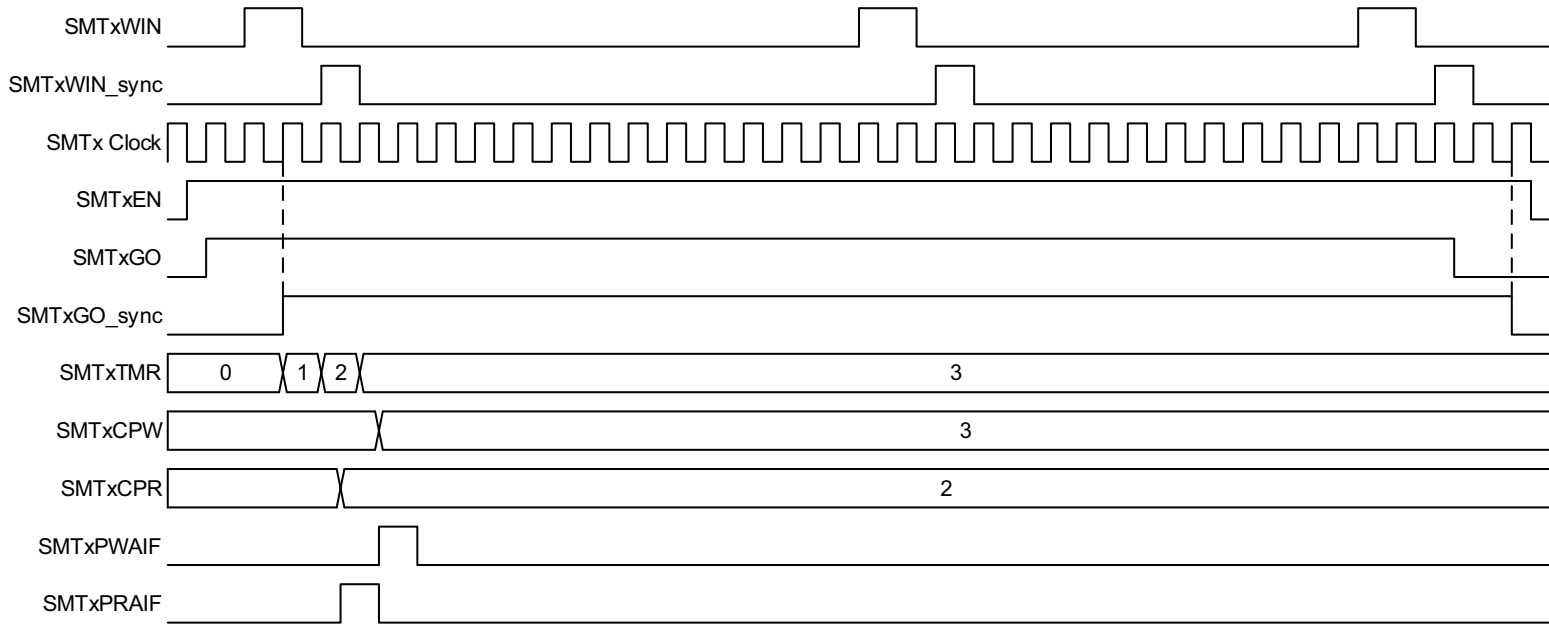 SMTxWIN
SMTxWIN_sync
SMTx Clock
SMTxEN
SMTxGO
SMTxGO_sync
SMTxTMR 0 1 2 3
SMTxCPW 3
SMTxCPR 2
SMTxPWAIF
SMTxPRAIF